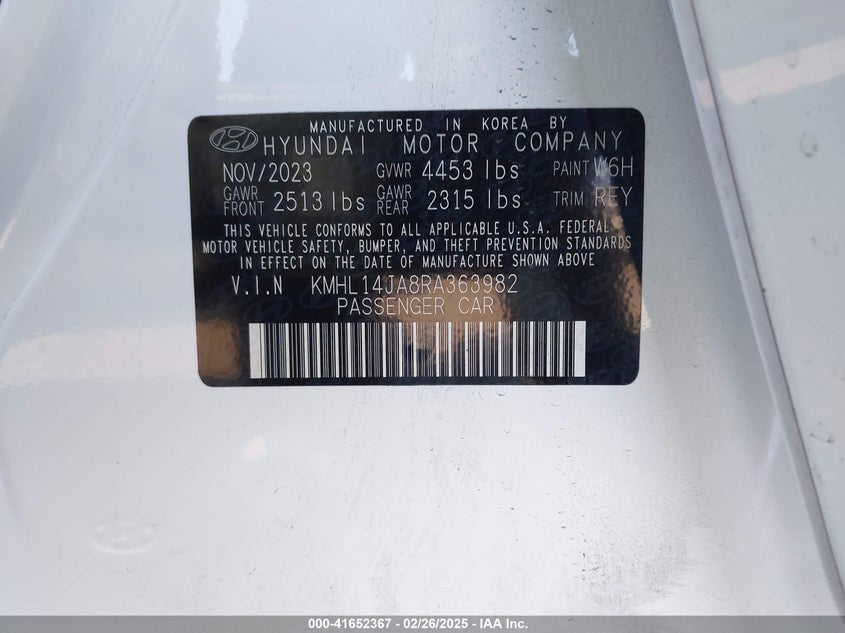 MANUFACTURED IN KOREA BY
HYUNDAI MOTOR COMPANY
NOV/2023 GVWR 4453 lbs PAINT W6H
GAWR FRONT 2513 lbs GAWR REAR 2315 lbs TRIM REY
THIS VEHICLE CONFORMS TO ALL APPLICABLE U.S.A. FEDERAL
MOTOR VEHICLE SAFETY, BUMPER, AND THEFT PREVENTION STANDARDS
IN EFFECT ON THE DATE OF MANUFACTURE SHOWN ABOVE
V.I.N KMHL14JA8RA363982
PASSENGER CAR
000-41652367 - 02/26/2025 - IAA Inc.